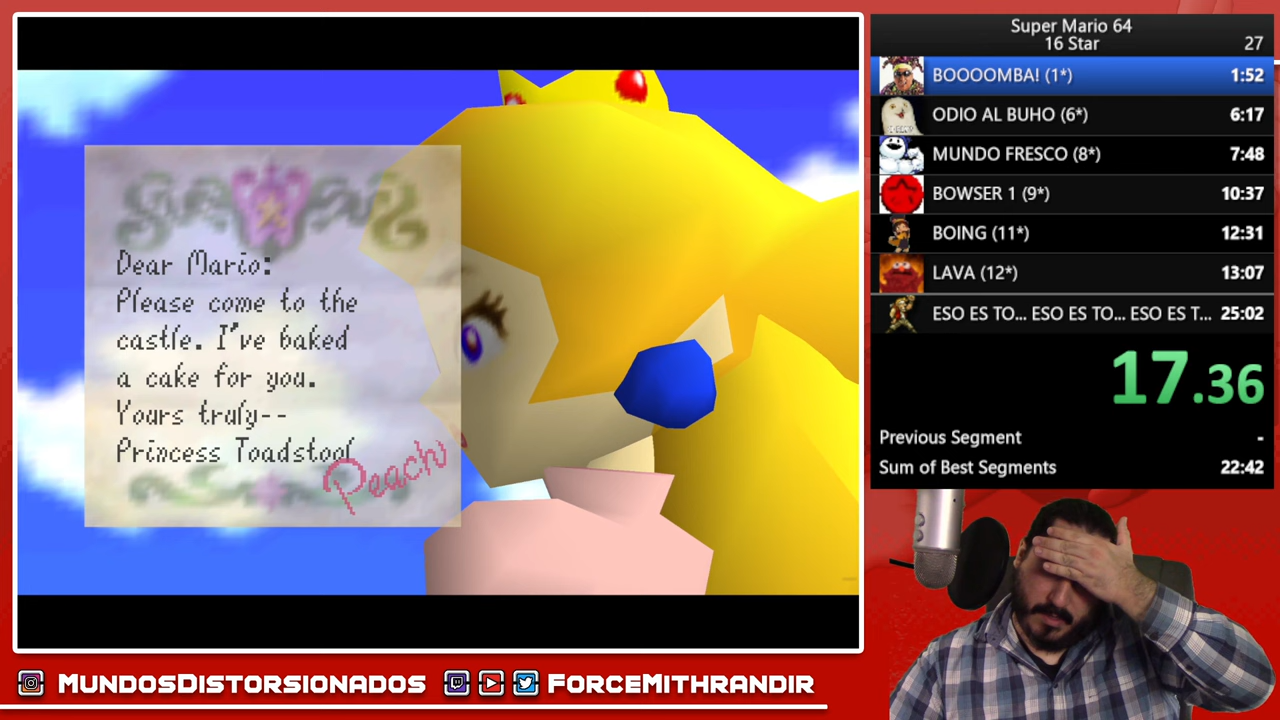 Dear Mario:
Please come to the
castle. I've baked
a cake for you.
Yours truly--
Princess Toadstool
Peach
Super Mario 64
16 Star 27
BOOOOMBA! (1*) 1:52
ODIO AL BUHO (6*) 6:17
MUNDO FRESCO (8*) 7:48
BOWSER 1 (9*) 10:37
BOING (11*) 12:31
LAVA (12*) 13:07
ESO ES TO... ESO ES TO... ESO ES T... 25:02
17.36
Previous Segment -
Sum of Best Segments 22:42
MUNDOSDISTORSIONADOS FORCEMITHRANDIR